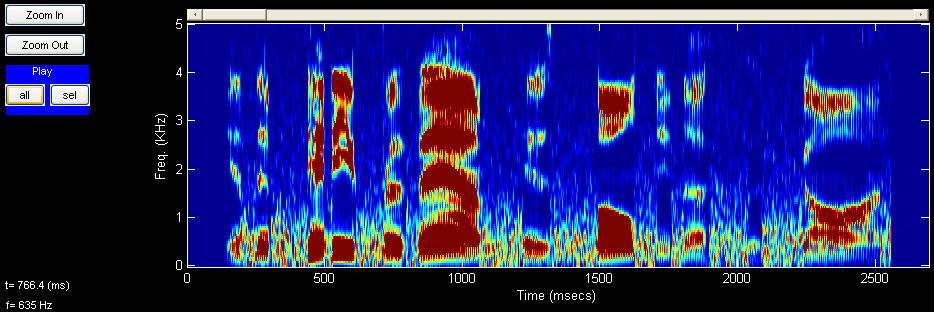 Zoom In
Zoom Out
Play
all sel
t= 766.4 (ms)
f= 635 Hz
Freq. (KHz)
5
4
3
2
1
0
0 500 1000 1500 2000 2500
Time (msecs)